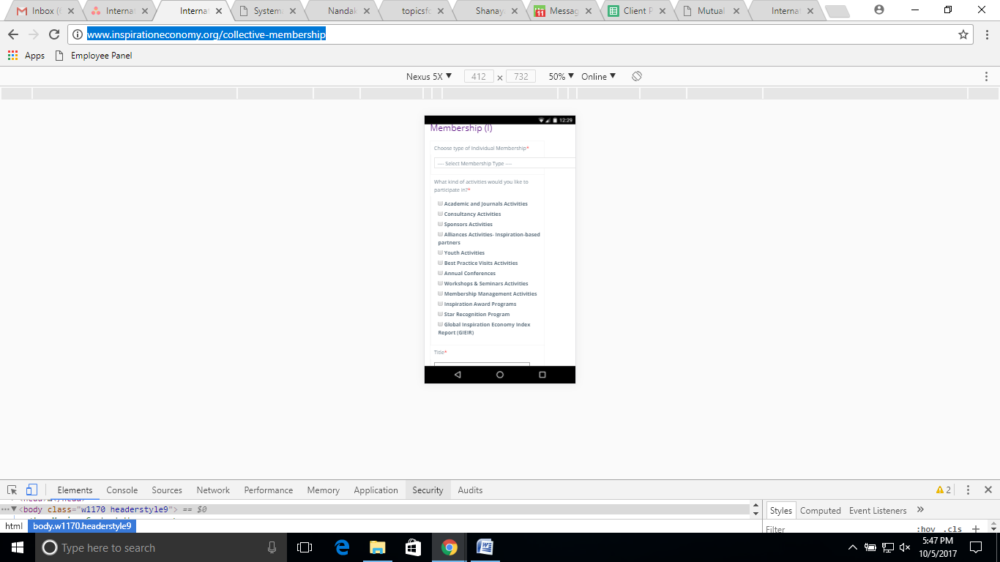 Inbox (
Internat
Internat
System
Nandak
topicsfo
Shanay
11
Messag
Client P
Mutual
Internat
www.inspirationeconomy.org/collective-membership
Apps
Employee Panel
Nexus 5X ▼ 412 × 732 50% ▼ Online ▼
12:29
Membership (I)
Choose type of Individual Membership*
---- Select Membership Type ----
What kind of activities would you like to
participate in?*
Academic and Journals Activities
Consultancy Activities
Sponsors Activities
Alliances Activities- Inspiration-based
partners
Youth Activities
Best Practice Visits Activities
Annual Conferences
Workshops & Seminars Activities
Membership Management Activities
Inspiration Award Programs
Star Recognition Program
Global Inspiration Economy Index
Report (GIEIR)
Title*
Elements Console Sources Network Performance Memory Application Security Audits 2
<body class="w1170 headerstyle9"> == $0
html body.w1170.headerstyle9
Styles Computed Event Listeners »
Filter :hov .cls +
Type here to search
5:47 PM
10/5/2017